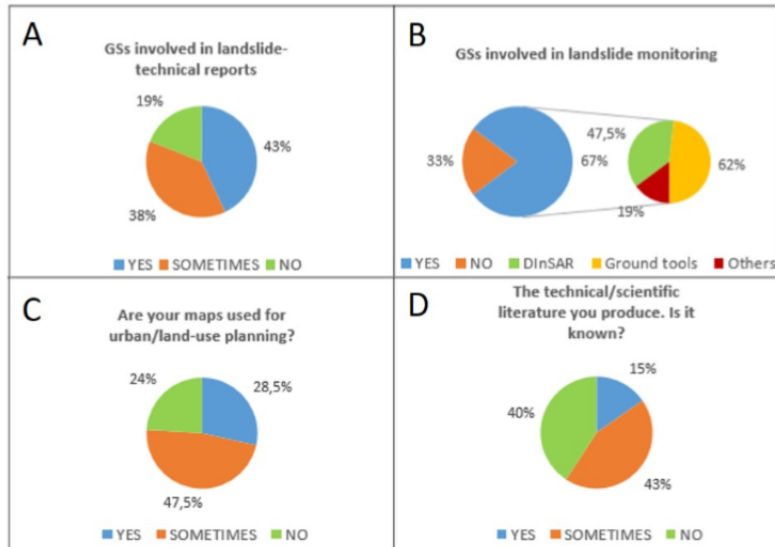 A
GSs involved in landslide-
technical reports
19%
43%
38%
YES SOMETIMES NO
B
GSs involved in landslide monitoring
47,5%
33%
67%
62%
19%
YES NO DInSAR Ground tools Others
C
Are your maps used for
urban/land-use planning?
24%
28,5%
47,5%
YES SOMETIMES NO
D
The technical/scientific
literature you produce. Is it
known?
15%
40%
43%
YES SOMETIMES NO